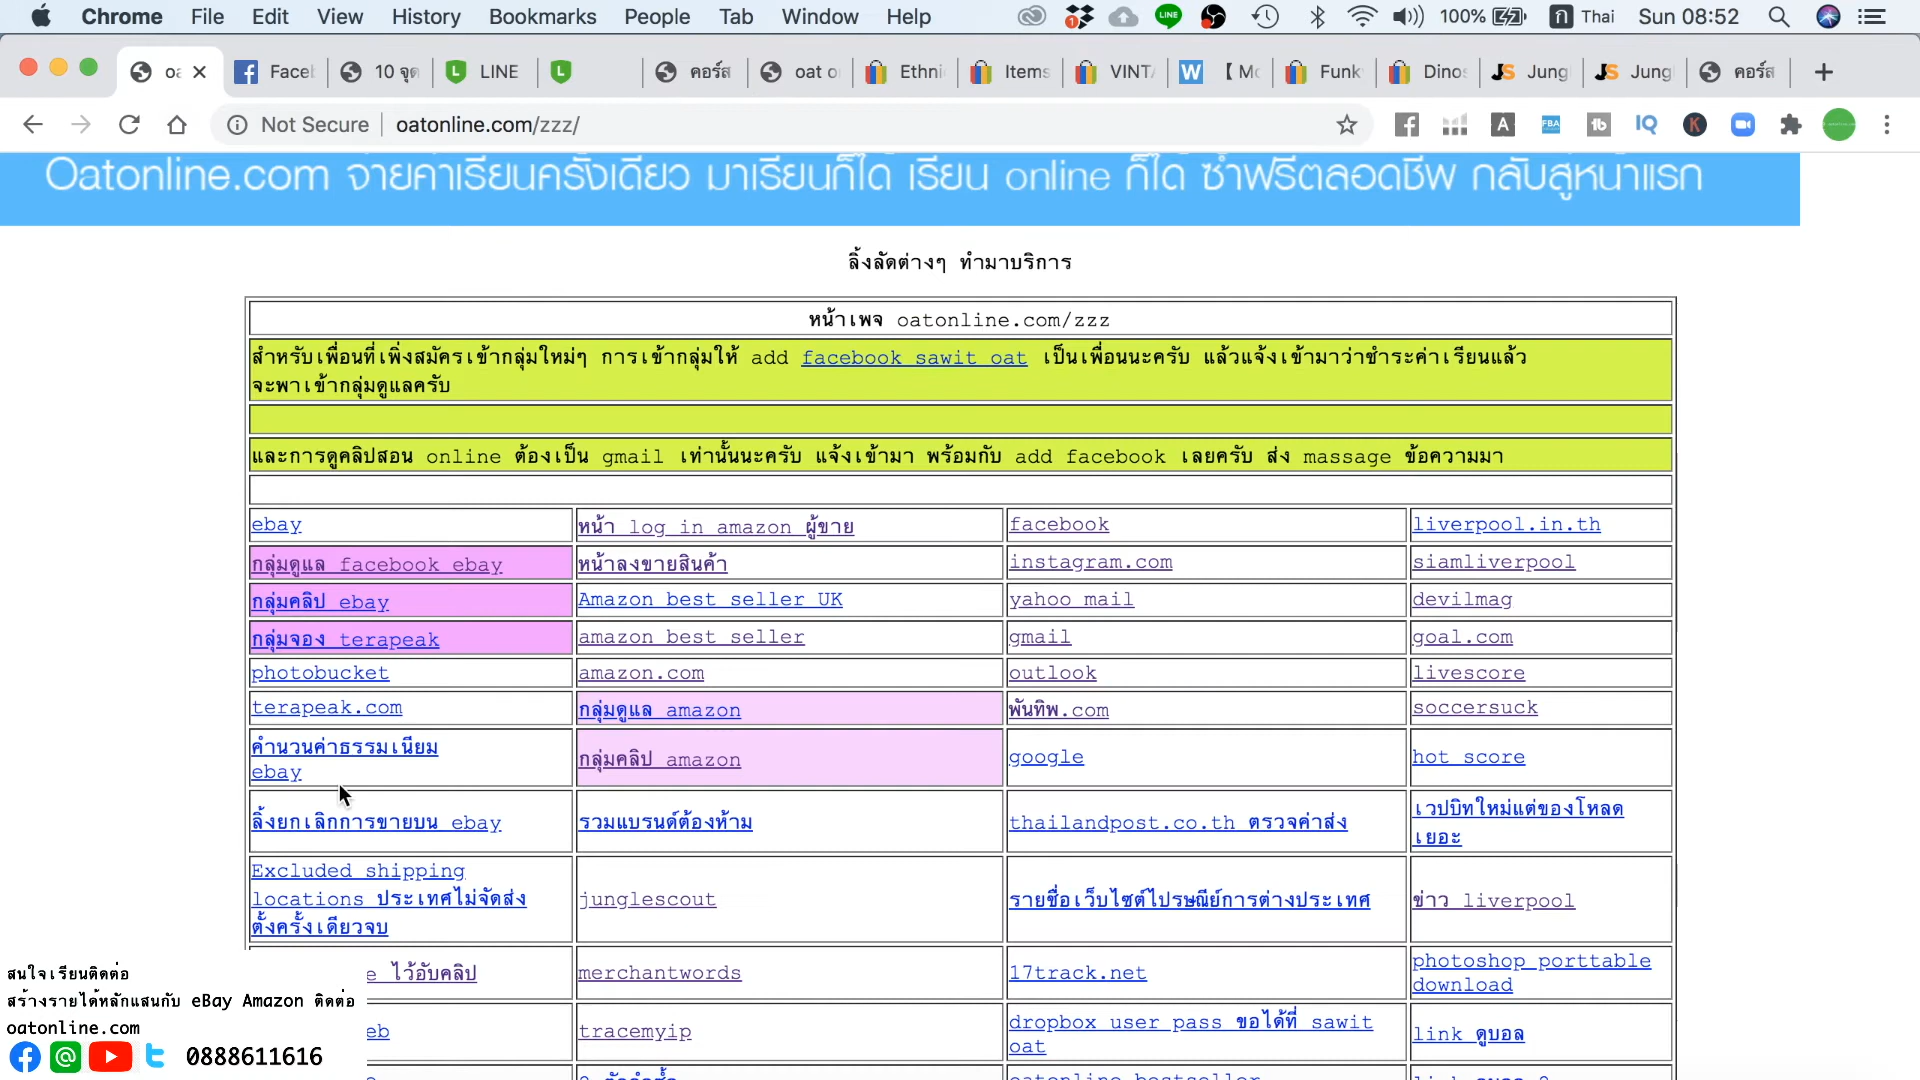 Chrome File Edit View History Bookmarks People Tab Window Help 100% Thai Sun 08:52
10 LINE คอร์ส Items
Not Secure oatonline.com/zzz/
Oatonline.com จ่ายค่าเรียนครั้งเดียว มาเรียนก็ได้ เรียน online ก็ได้ ซ้ำฟรีตลอดชีพ กลับสู่หน้าแรก
ลิ้งลัดต่างๆ ทำมาบริการ
หน้าเพจ oatonline.com/zzz
สำหรับเพื่อนที่เพิ่งสมัครเข้ากลุ่มใหม่ๆ การเข้ากลุ่มให้ add facebook sawit oat เป็นเพื่อนนะครับ แล้วแจ้งเข้ามาว่าชำระค่าเรียนแล้ว
จะพาเข้ากลุ่มดูแลครับ
และการดูคลิปสอน online ต้องเป็น gmail เท่านั้นนะครับ แจ้งเข้ามา พร้อมกับ add facebook เลยครับ ส่ง massage ข้อความมา
ebay หน้า log in amazon ผู้ขาย facebook liverpool.in.th
กลุ่มดูแล facebook ebay หน้าลงขายสินค้า instagram.com siamliverpool
กลุ่มคลิป ebay Amazon best seller UK yahoo mail devilmag
กลุ่มจอง terapeak amazon best seller gmail goal.com
photobucket amazon.com outlook livescore
terapeak.com กลุ่มดูแล amazon พันทิพ.com soccersuck
คำนวนค่าธรรมเนียม
ebay กลุ่มคลิป amazon google hot score
ลิ้งยกเลิกการขายบน ebay รวมแบรนด์ต้องห้าม thailandpost.co.th ตรวจค่าส่ง เวปบิทใหม่แต่ของโหลด
เยอะ
Excluded shipping
locations ประเทศไม่จัดส่ง
ตั้งครั้งเดียวจบ junglescout รายชื่อเว็บไซต์ไปรษณีย์การต่างประเทศ ข่าว liverpool
ไว้อับคลิป merchantwords 17track.net photoshop porttable
download
tracemyip dropbox user pass ขอได้ที่ sawit
oat link ดูบอล
สนใจเรียนติดต่อ
สร้างรายได้หลักแสนกับ eBay Amazon ติดต่อ
oatonline.com
0888611616